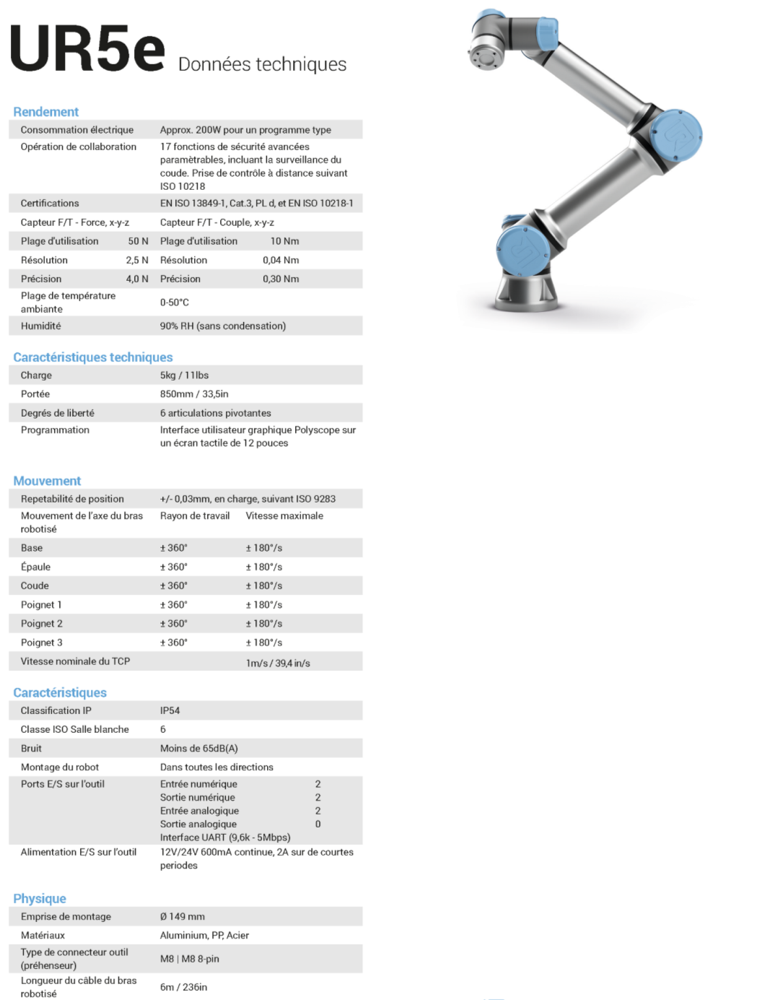 UR5e Données techniques
Rendement
Consommation électrique Approx. 200W pour un programme type
Opération de collaboration 17 fonctions de sécurité avancées
paramètrables, incluant la surveillance du
coude. Prise de contrôle à distance suivant
ISO 10218
Certifications EN ISO 13849-1, Cat.3, PL d, et EN ISO 10218-1
Capteur F/T - Force, x-y-z Capteur F/T - Couple, x-y-z
Plage d'utilisation 50 N Plage d'utilisation 10 Nm
Résolution 2,5 N Résolution 0,04 Nm
Précision 4,0 N Précision 0,30 Nm
Plage de température
ambiante 0-50°C
Humidité 90% RH (sans condensation)
Caractéristiques techniques
Charge 5kg / 11lbs
Portée 850mm / 33,5in
Degrés de liberté 6 articulations pivotantes
Programmation Interface utilisateur graphique Polyscope sur
un écran tactile de 12 pouces
Mouvement
Repetabilité de position +/- 0,03mm, en charge, suivant ISO 9283
Mouvement de l'axe du bras Rayon de travail Vitesse maximale
robotisé
Base ± 360° ± 180°/s
Épaule ± 360° ± 180°/s
Coude ± 360° ± 180°/s
Poignet 1 ± 360° ± 180°/s
Poignet 2 ± 360° ± 180°/s
Poignet 3 ± 360° ± 180°/s
Vitesse nominale du TCP 1m/s / 39,4 in/s
Caractéristiques
Classification IP IP54
Classe ISO Salle blanche 6
Bruit Moins de 65dB(A)
Montage du robot Dans toutes les directions
Ports E/S sur l'outil Entrée numérique 2
Sortie numérique 2
Entrée analogique 2
Sortie analogique 0
Interface UART (9,6k - 5Mbps)
Alimentation E/S sur l'outil 12V/24V 600mA continue, 2A sur de courtes
periodes
Physique
Emprise de montage Ø 149 mm
Matériaux Aluminium, PP, Acier
Type de connecteur outil
(préhenseur) M8 | M8 8-pin
Longueur du câble du bras
robotisé 6m / 236in